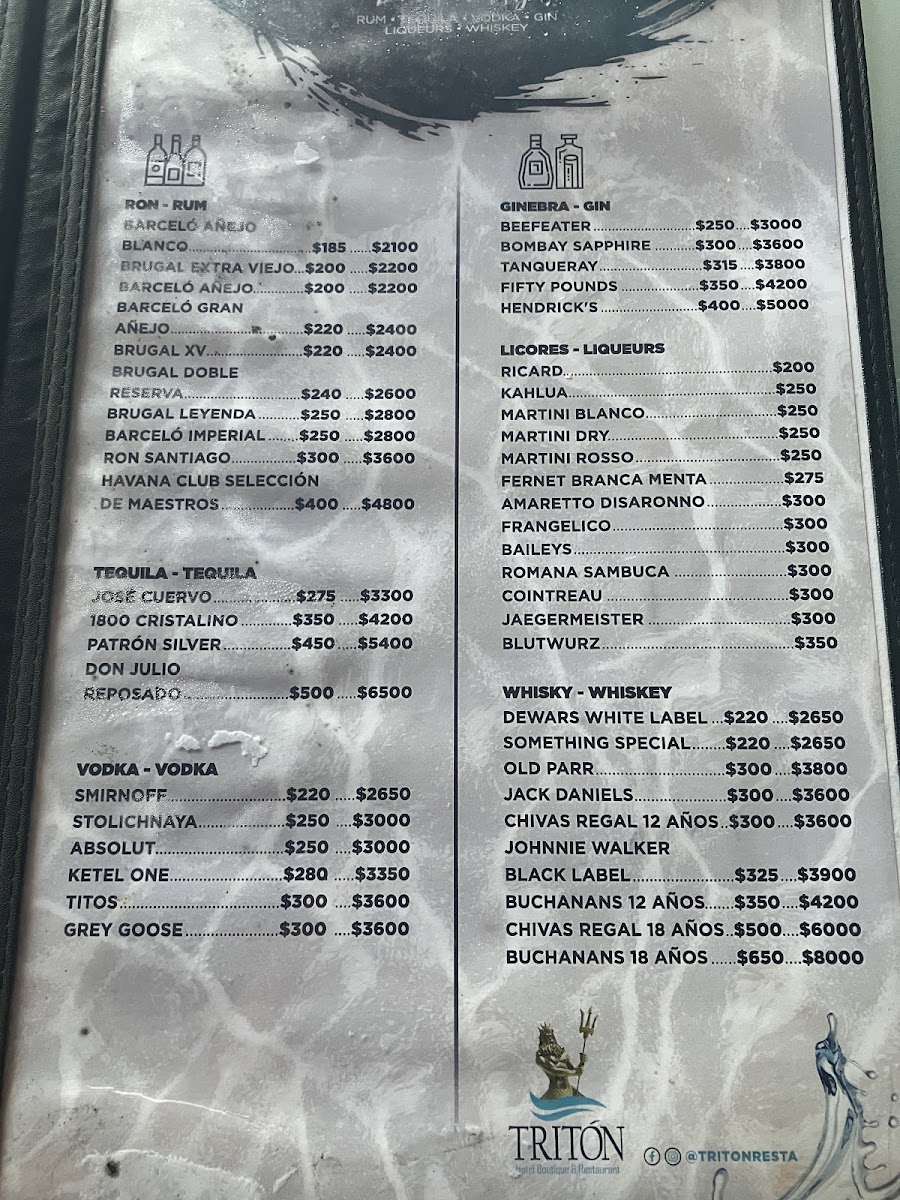 RUM • TEQUILA • VODKA • GIN
LIQUEURS • WHISKEY
RON - RUM
BARCELÓ AÑEJO
BLANCO..............................$185 .....$2100
BRUGAL EXTRA VIEJO..$200 .....$2200
BARCELÓ AÑEJO............$200 .....$2200
BARCELÓ GRAN
AÑEJO................................$220 .....$2400
BRUGAL XV.......................$220 .....$2400
BRUGAL DOBLE
RESERVA...........................$240 .....$2600
BRUGAL LEYENDA..........$250 .....$2800
BARCELÓ IMPERIAL.......$250 .....$2800
RON SANTIAGO...............$300 .....$3600
HAVANA CLUB SELECCIÓN
DE MAESTROS..................$400 .....$4800
TEQUILA - TEQUILA
JOSÉ CUERVO....................$275 .....$3300
1800 CRISTALINO.............$350 .....$4200
PATRÓN SILVER................$450 .....$5400
DON JULIO
REPOSADO.........................$500 ....$6500
VODKA - VODKA
SMIRNOFF............................$220 .....$2650
STOLICHNAYA.....................$250 ....$3000
ABSOLUT..............................$250 ....$3000
KETEL ONE..........................$280 ....$3350
TITOS.....................................$300 ....$3600
GREY GOOSE......................$300 ....$3600
GINEBRA - GIN
BEEFEATER........................$250....$3000
BOMBAY SAPPHIRE..........$300....$3600
TANQUERAY........................$315 ....$3800
FIFTY POUNDS...................$350....$4200
HENDRICK'S.......................$400....$5000
LICORES - LIQUEURS
RICARD..................................................$200
KAHLUA.................................................$250
MARTINI BLANCO................................$250
MARTINI DRY.........................................$250
MARTINI ROSSO...................................$250
FERNET BRANCA MENTA...................$275
AMARETTO DISARONNO....................$300
FRANGELICO.........................................$300
BAILEYS..................................................$300
ROMANA SAMBUCA...........................$300
COINTREAU...........................................$300
JAEGERMEISTER.................................$300
BLUTWURZ............................................$350
WHISKY - WHISKEY
DEWARS WHITE LABEL...$220 ....$2650
SOMETHING SPECIAL........$220 ....$2650
OLD PARR..............................$300 ....$3800
JACK DANIELS......................$300 ....$3600
CHIVAS REGAL 12 AÑOS..$300....$3600
JOHNNIE WALKER
BLACK LABEL.......................$325....$3900
BUCHANANS 12 AÑOS......$350....$4200
CHIVAS REGAL 18 AÑOS..$500....$6000
BUCHANANS 18 AÑOS......$650....$8000
TRITÓN
Hotel Boutique & Restaurant
@TRITONRESTA